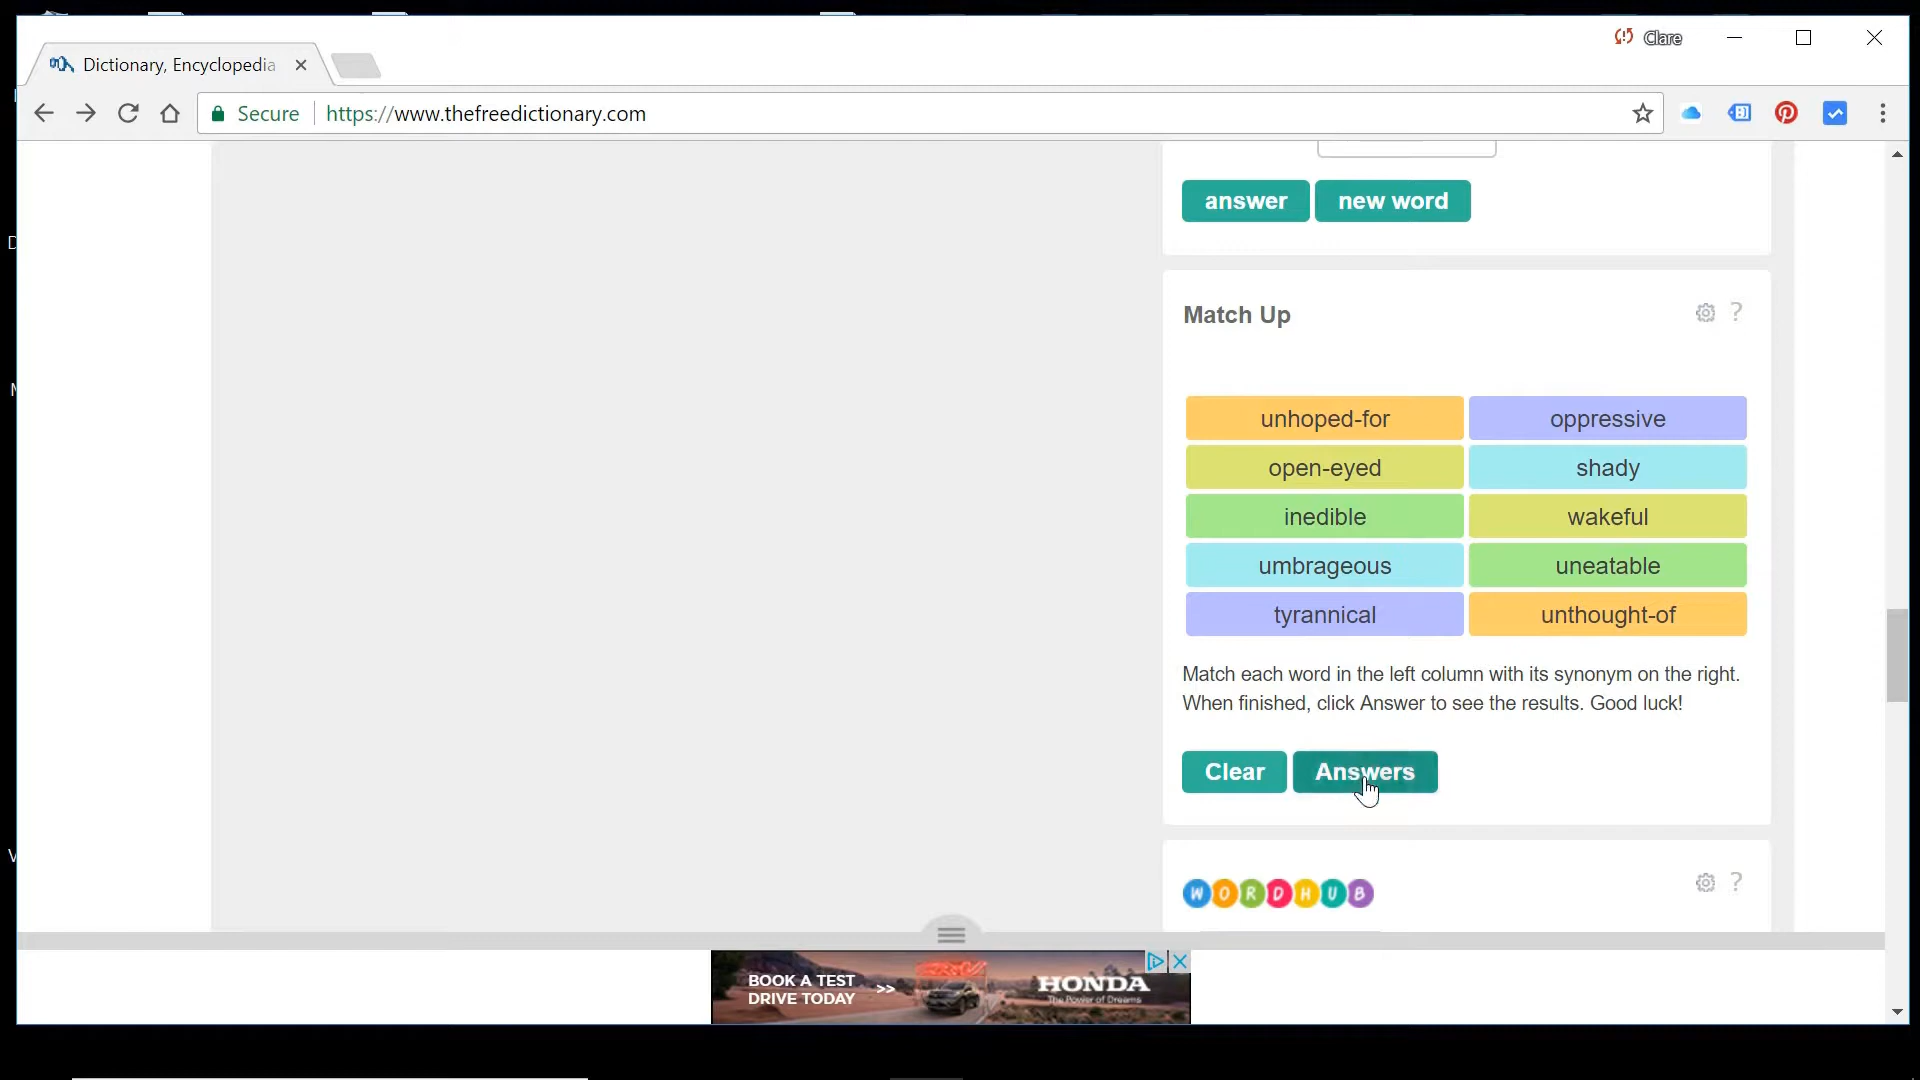 Clare
Dictionary, Encyclopedia
Secure https://www.thefreedictionary.com
answer new word
Match Up
?
unhoped-for oppressive
open-eyed shady
inedible wakeful
umbrageous uneatable
tyrannical unthought-of
Match each word in the left column with its synonym on the right.
When finished, click Answer to see the results. Good luck!
Clear Answers
WORDHUB
?
BOOK A TEST
DRIVE TODAY >>
HONDA
The Power of Dreams